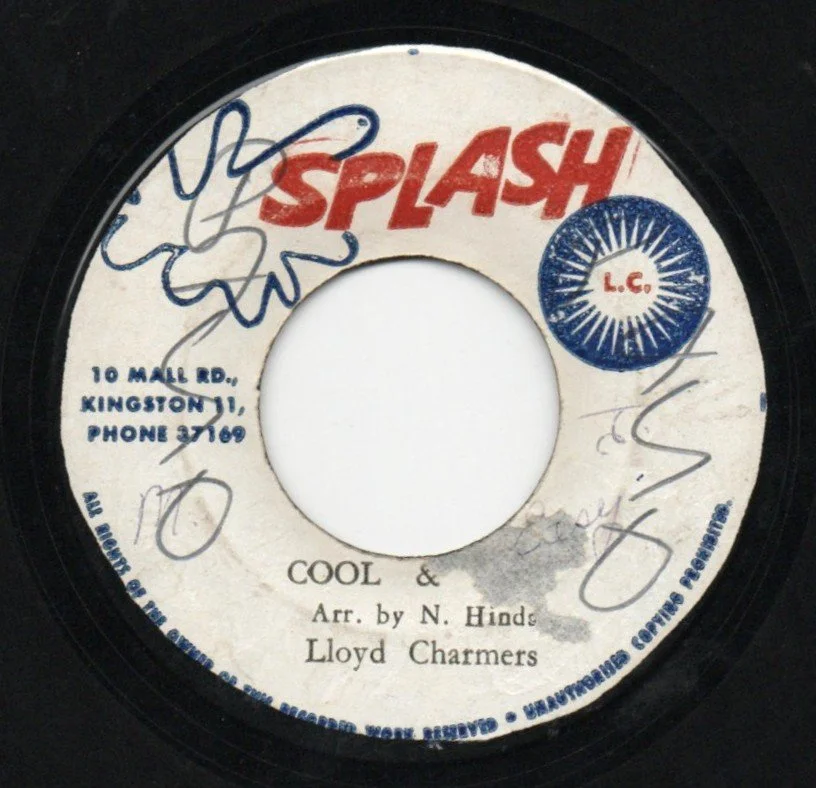 SPLASH
L.C.
10 MALL RD.,
KINGSTON 11,
PHONE 37169
COOL &
Arr. by N. Hinds
Lloyd Charmers
ALL RIGHTS OF THE OWNER OF THE RECORDED WORK RESERVED • UNAUTHORISED COPYING PROHIBITED.